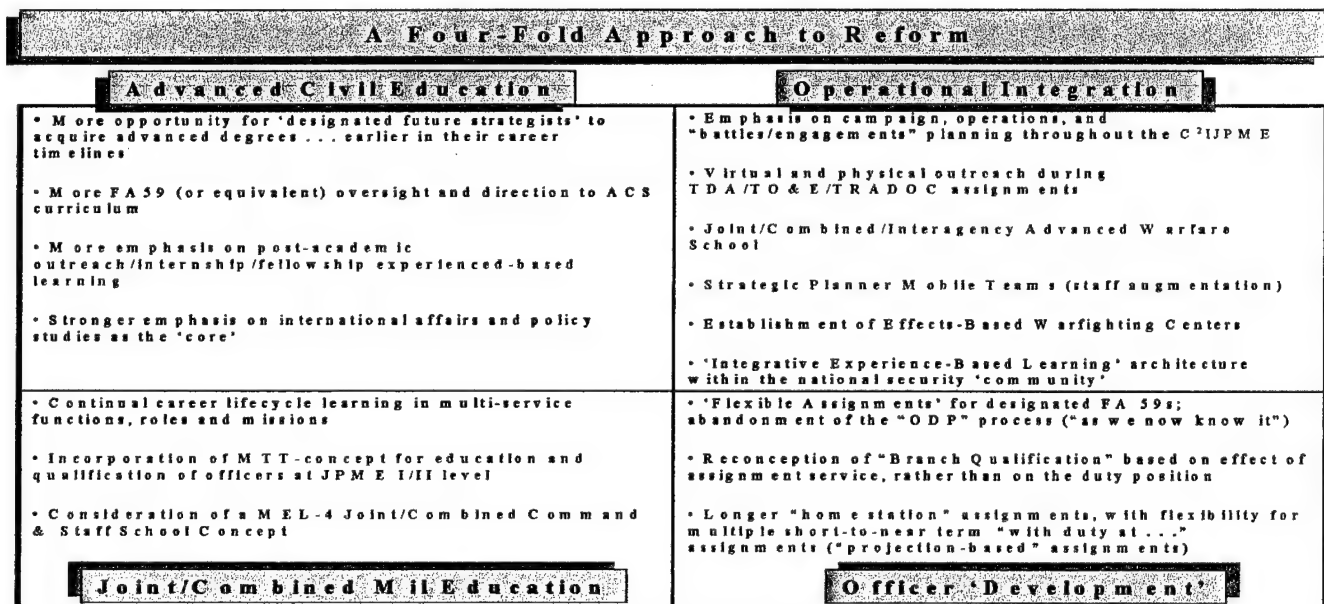 A Four-Fold Approach to Reform
Advanced Civil Education
• More opportunity for 'designated future strategists' to
acquire advanced degrees ... earlier in their career
timelines
• More FA59 (or equivalent) oversight and direction to ACS
curriculum
• More emphasis on post-academic
outreach/internship/fellowship experienced-based
learning
• Stronger emphasis on international affairs and policy
studies as the 'core'
Operational Integration
• Emphasis on campaign, operations, and
"battles/engagements" planning throughout the C²IJPME
• Virtual and physical outreach during
TDA/TO&E/TRADOC assignments
• Joint/Combined/Interagency Advanced Warfare
School
• Strategic Planner Mobile Teams (staff augmentation)
• Establishment of Effects-Based Warfighting Centers
• 'Integrative Experience-Based Learning' architecture
within the national security 'community'
• Continual career lifecycle learning in multi-service
functions, roles and missions
• Incorporation of MTT-concept for education and
qualification of officers at JPME I/II level
• Consideration of a MEL-4 Joint/Combined Command
& Staff School Concept
Joint/Combined Mil Education
• 'Flexible Assignments' for designated FA 59s;
abandonment of the "ODP" process ("as we now know it")
• Reconception of "Branch Qualification" based on effect of
assignment service, rather than on the duty position
• Longer "home station" assignments, with flexibility for
multiple short-to-near term "with duty at ..."
assignments ("projection-based" assignments)
Officer 'Development'